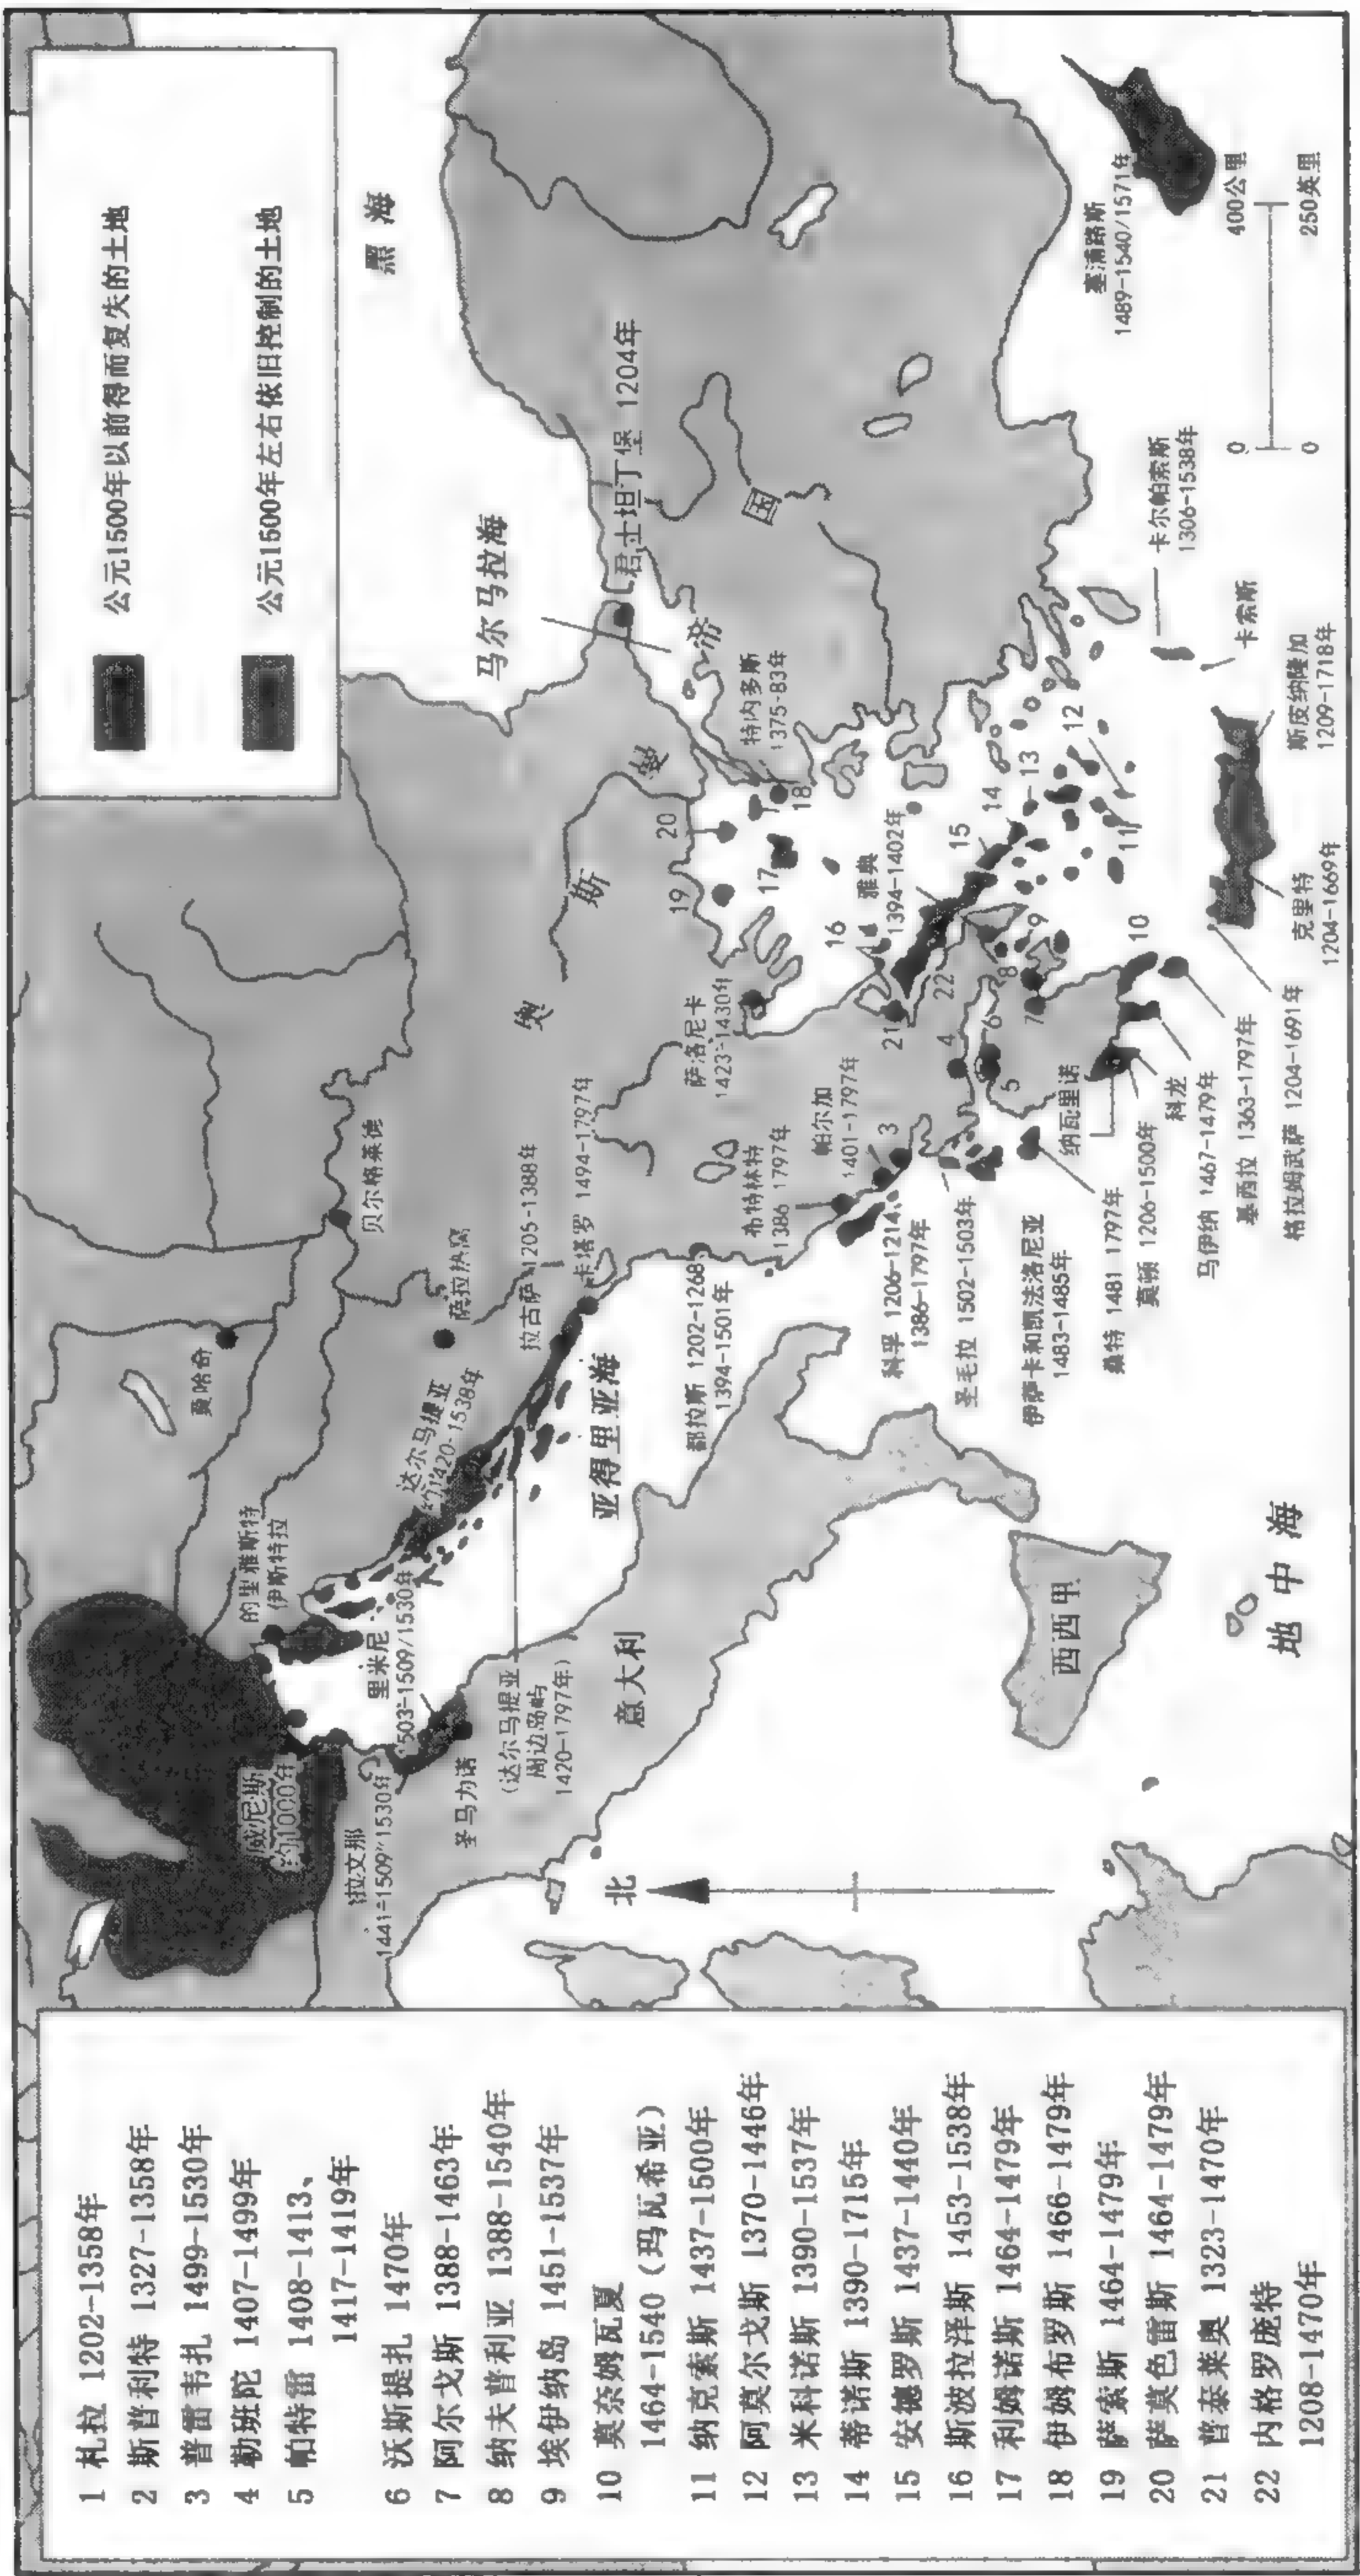 公元1500年以前得而复失的土地
公元1500年左右依旧控制的土地
1 札拉 1202-1358年
2 斯普利特 1327-1358年
3 普雷韦扎 1499-1530年
4 勒班陀 1407-1499年
5 帕特雷 1408-1413、
1417-1419年
6 沃斯提扎 1470年
7 阿尔戈斯 1388-1463年
8 纳夫普利亚 1388-1540年
9 埃伊纳岛 1451-1537年
10 莫奈姆瓦夏
1464-1540（玛瓦希亚）
11 纳克索斯 1437-1500年
12 阿莫尔戈斯 1370-1446年
13 米科诺斯 1390-1537年
14 蒂诺斯 1390-1715年
15 安德罗斯 1437-1440年
16 斯波拉泽斯 1453-1538年
17 利姆诺斯 1464-1479年
18 伊姆布罗斯 1466-1479年
19 萨索斯 1464-1479年
20 萨莫色雷斯 1464-1479年
21 普泰莱奥 1323-1470年
22 内格罗庞特
1208-1470年
威尼斯
约1000年
的里雅斯特
伊斯特拉
莫哈奇
贝尔格莱德
萨拉热窝
黑海
马尔马拉海
君士坦丁堡 1204年
里米尼
1503-1509/1530年
拉文那
1441-1509/1530年
圣马力诺
达尔马提亚
1420-1538年
（达尔马提亚
周边岛屿
1420-1797年）
拉古萨 1205-1388年
卡塔罗 1494-1797年
亚得里亚海
意大利
北
都拉斯 1202-1268
1394-1501年
布特林特
1386 1797年
帕尔加
1401-1797年
萨洛尼卡
1423-1430年
特内多斯
1375-83年
雅典
1394-1402年
国
斯
20
19
17
18
16
15
14
13
12
11
10
9
8
7
6
5
4
3
21
22
科孚 1206-1214、
1386-1797年
圣毛拉 1502-1503年
伊萨卡和凯法洛尼亚
1483-1485年
桑特 1481 1797年
纳瓦里诺
莫顿 1206-1500年
科龙
马伊纳 1467-1479年
基西拉 1363-1797年
格拉姆武萨 1204-1691年
克里特
1204-1669年
斯皮纳隆加
1209-1718年
卡索斯
卡尔帕索斯
1306-1538年
塞浦路斯
1489-1540/1571年
西西里
地中海
0
400公里
0
250英里